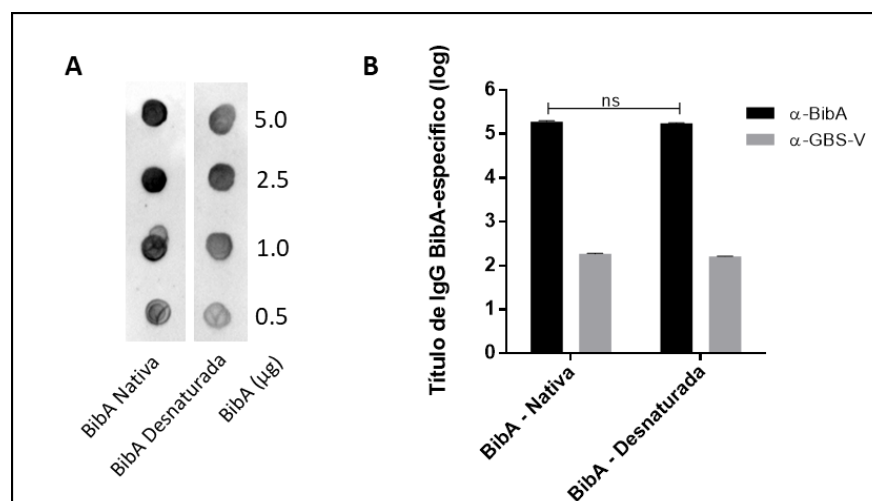 A
5.0
2.5
1.0
0.5
BibA Nativa
BibA Desnaturada
BibA (µg)
B
Título de IgG BibA-específico (log)
6
5
4
3
2
1
0
ns
α-BibA
α-GBS-V
BibA - Nativa
BibA - Desnaturada